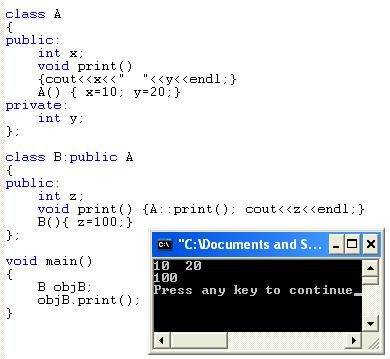 class A
{
public:
    int x;
    void print()
    {cout<<x<<"  "<<y<<endl;}
    A() { x=10; y=20;}
private:
    int y;
};
class B:public A
{
public:
    int z;
    void print() {A::print(); cout<<z<<endl;}
    B(){ z=100;}
};
void main()
{
    B objB;
    objB.print();
}
"C:\Documents and S...
10  20
100
Press any key to continue_